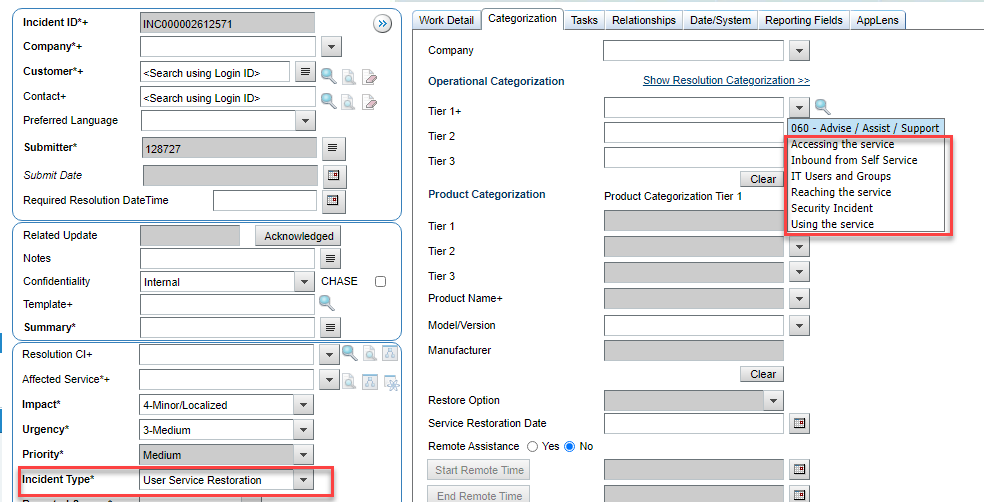 Incident ID*+
INC000002612571
Company*+
Customer*+
<Search using Login ID>
Contact+
<Search using Login ID>
Preferred Language
Submitter*
128727
Submit Date
Required Resolution DateTime
Related Update
Acknowledged
Notes
Confidentiality
Internal
CHASE
Template+
Summary*
Resolution CI+
Affected Service*+
Impact*
4-Minor/Localized
Urgency*
3-Medium
Priority*
Medium
Incident Type*
User Service Restoration
Work Detail
Categorization
Tasks
Relationships
Date/System
Reporting Fields
AppLens
Company
Operational Categorization
Show Resolution Categorization >>
Tier 1+
Tier 2
Tier 3
060 - Advise / Assist / Support
Accessing the service
Inbound from Self Service
IT Users and Groups
Reaching the service
Security Incident
Using the service
Clear
Product Categorization
Product Categorization Tier 1
Tier 1
Tier 2
Tier 3
Product Name+
Model/Version
Manufacturer
Clear
Restore Option
Service Restoration Date
Remote Assistance
Yes
No
Start Remote Time
End Remote Time